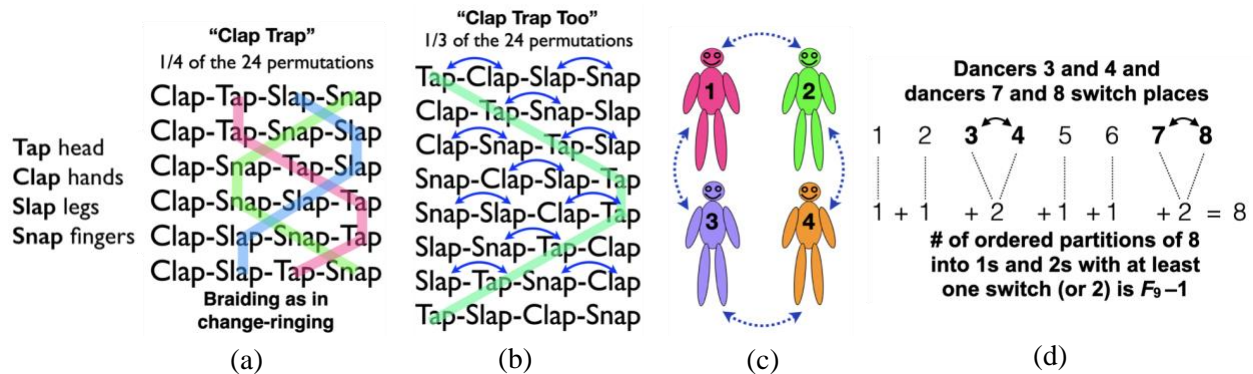 Tap head
Clap hands
Slap legs
Snap fingers
“Clap Trap”
1/4 of the 24 permutations
Clap-Tap-Slap-Snap
Clap-Tap-Snap-Slap
Clap-Snap-Tap-Slap
Clap-Snap-Slap-Tap
Clap-Slap-Snap-Tap
Clap-Slap-Tap-Snap
Braiding as in
change-ringing
(a)
“Clap Trap Too”
1/3 of the 24 permutations
Tap-Clap-Slap-Snap
Clap-Tap-Snap-Slap
Clap-Snap-Tap-Slap
Snap-Clap-Slap-Tap
Snap-Slap-Clap-Tap
Slap-Snap-Tap-Clap
Slap-Tap-Snap-Clap
Tap-Slap-Clap-Snap
(b)
1 2
3 4
(c)
Dancers 3 and 4 and
dancers 7 and 8 switch places
1 2 3 4 5 6 7 8
1 + 1 + 2 + 1 + 1 + 2 = 8
# of ordered partitions of 8
into 1s and 2s with at least
one switch (or 2) is F₉–1
(d)